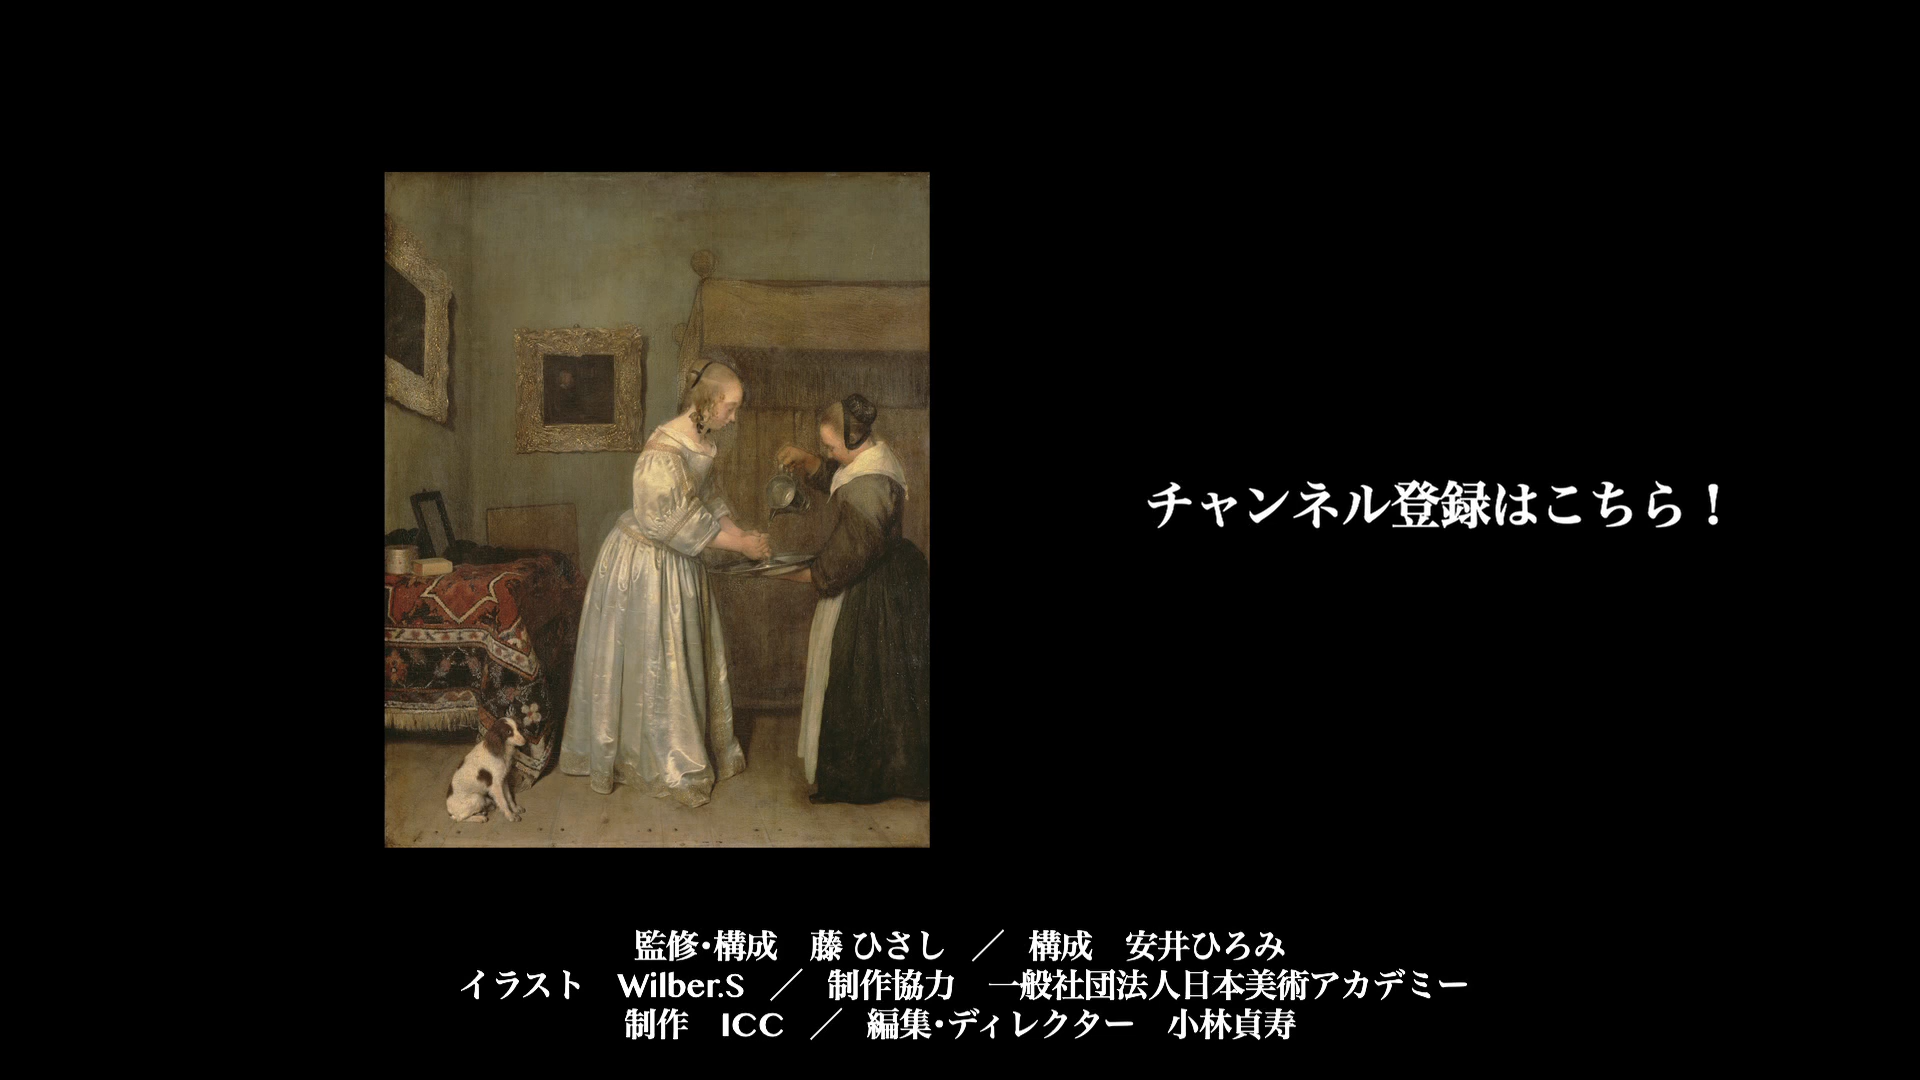 チャンネル登録はこちら！
監修・構成　藤 ひさし　／　構成　安井ひろみ
イラスト　Wilber.S　／　制作協力　一般社団法人日本美術アカデミー
制作　ICC　／　編集・ディレクター　小林貞寿